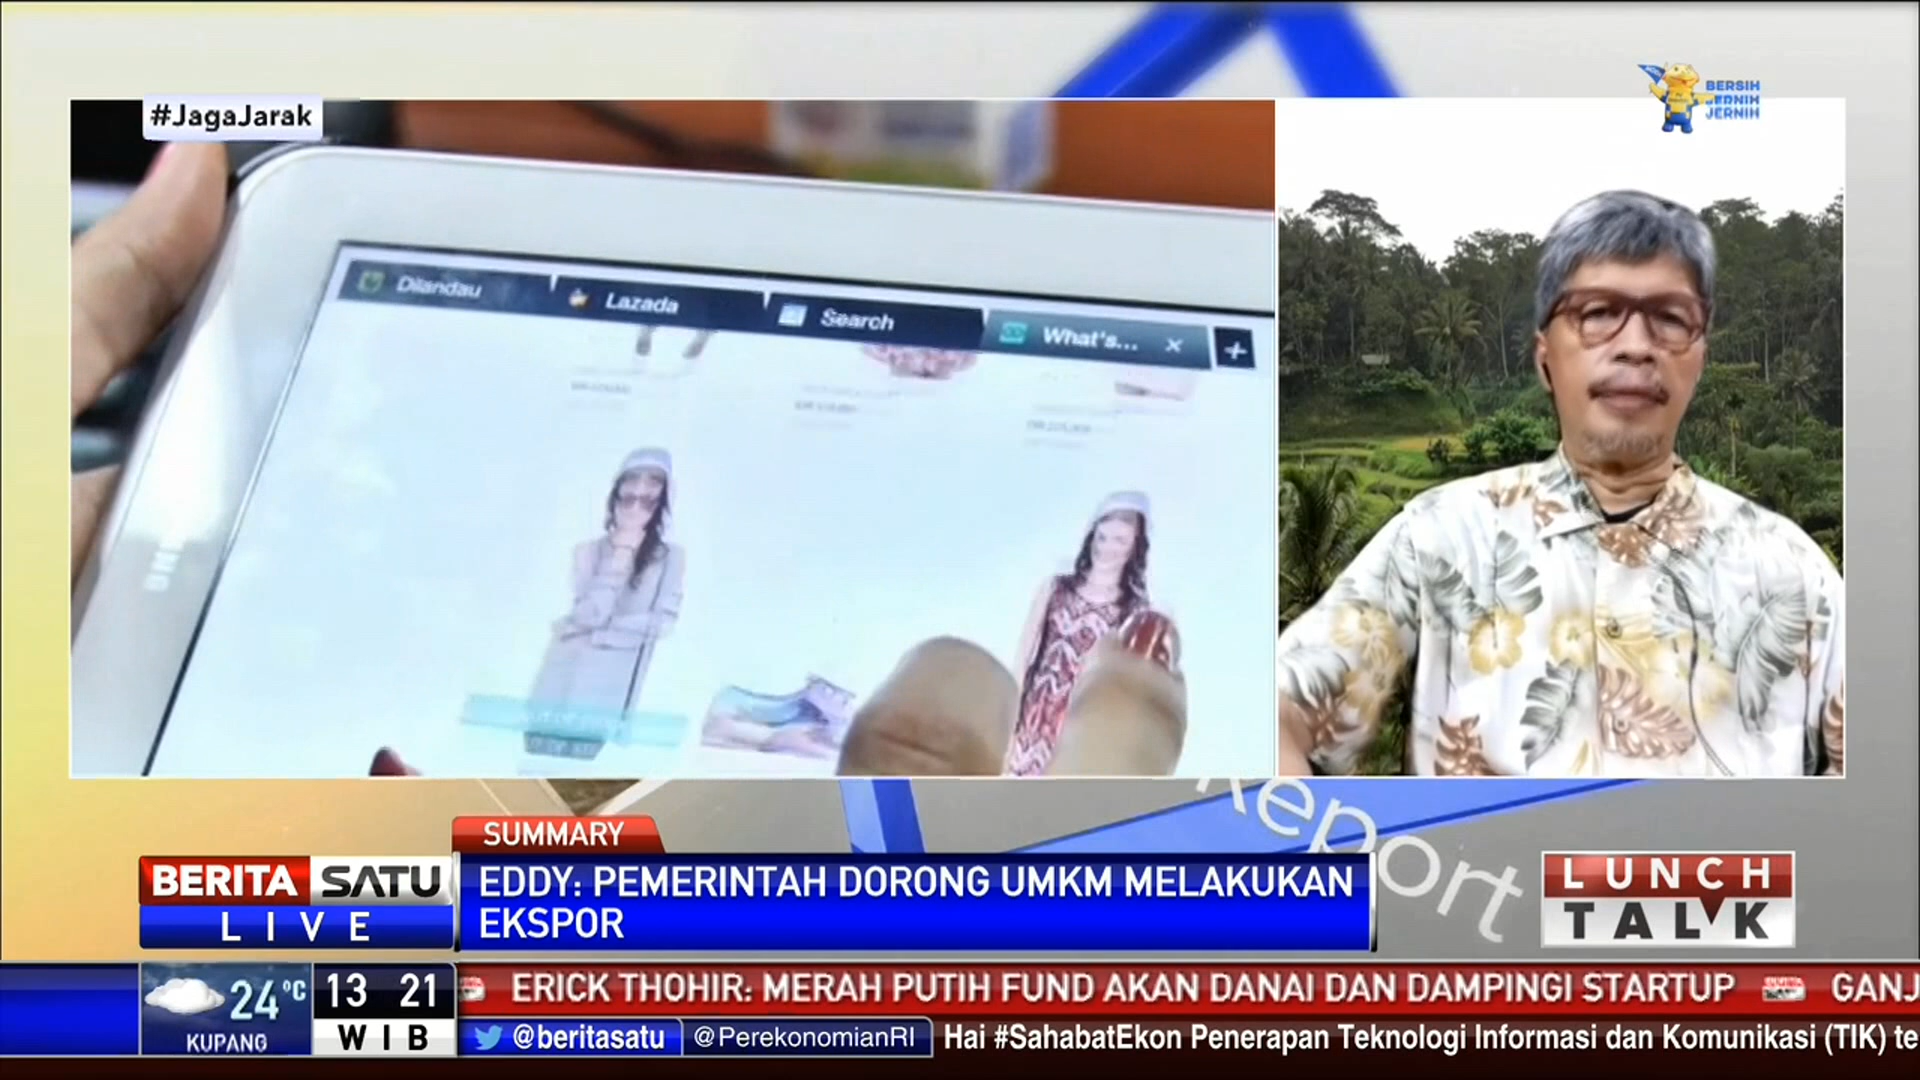 #JagaJarak
BERSIH
JERNIH
Dilandau
Lazada
Search
What's...
SUMMARY
BERITA SATU
LIVE
EDDY: PEMERINTAH DORONG UMKM MELAKUKAN
EKSPOR
Report
LUNCH
TALK
24°C
KUPANG
13 21
WIB
ERICK THOHIR: MERAH PUTIH FUND AKAN DANAI DAN DAMPINGI STARTUP
GANJ
@beritasatu
@PerekonomianRI
Hai #SahabatEkon Penerapan Teknologi Informasi dan Komunikasi (TIK) te